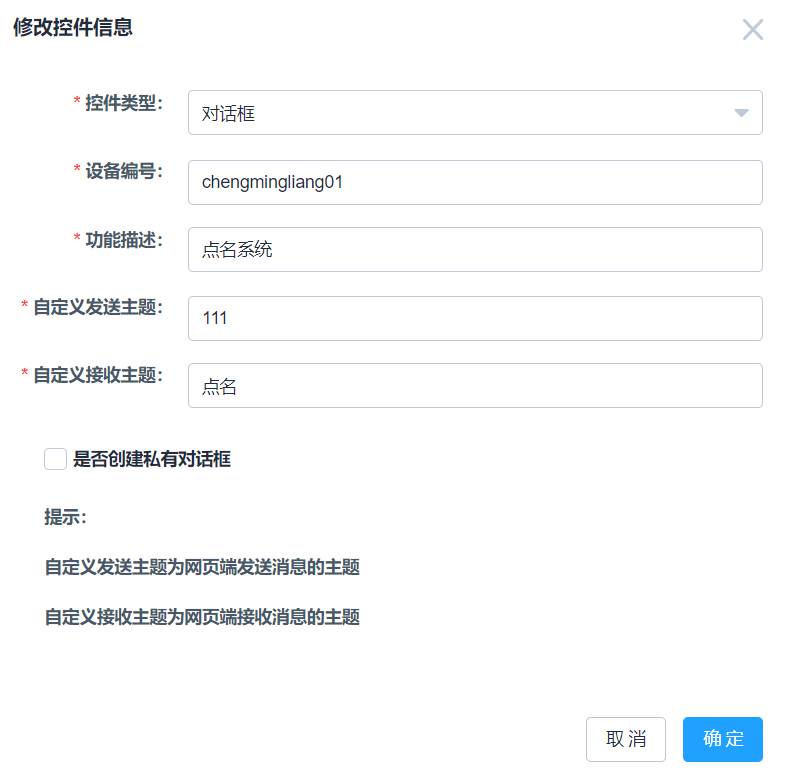 修改控件信息
* 控件类型：
对话框
* 设备编号：
chengmingliang01
* 功能描述：
点名系统
* 自定义发送主题：
111
* 自定义接收主题：
点名
是否创建私有对话框
提示：
自定义发送主题为网页端发送消息的主题
自定义接收主题为网页端接收消息的主题
取消 确定